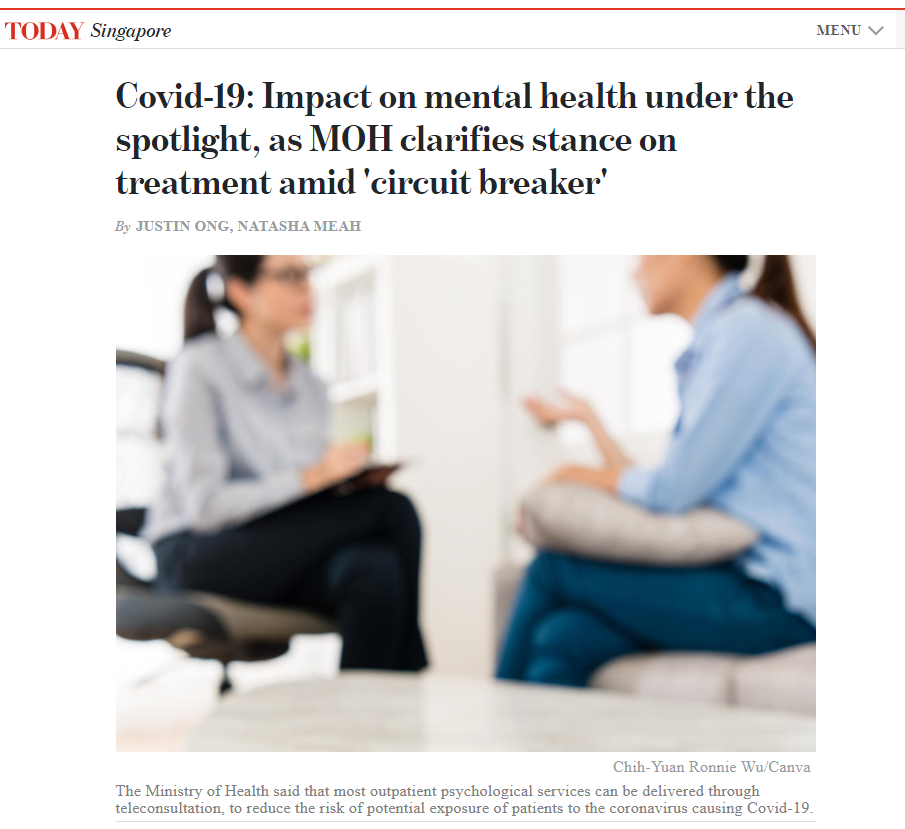 TODAY Singapore
MENU
Covid-19: Impact on mental health under the
spotlight, as MOH clarifies stance on
treatment amid 'circuit breaker'
By JUSTIN ONG, NATASHA MEAH
Chih-Yuan Ronnie Wu/Canva
The Ministry of Health said that most outpatient psychological services can be delivered through
teleconsultation, to reduce the risk of potential exposure of patients to the coronavirus causing Covid-19.